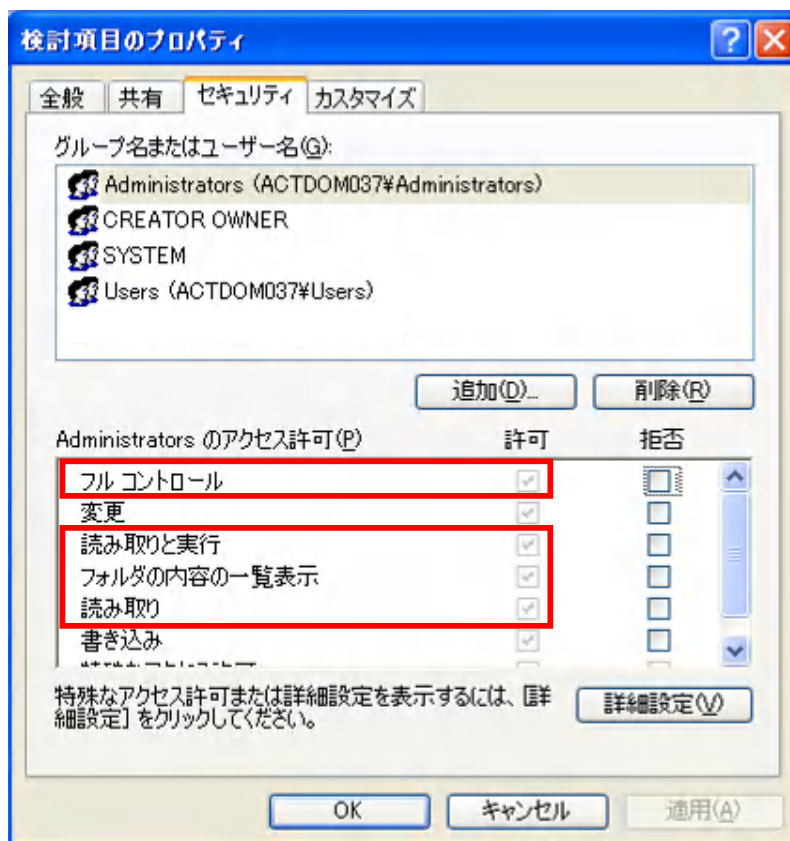 検討項目のプロパティ
全般 共有 セキュリティ カスタマイズ
グループ名またはユーザー名(G):
Administrators (ACTDOM037¥Administrators)
CREATOR OWNER
SYSTEM
Users (ACTDOM037¥Users)
追加(D)... 削除(R)
Administrators のアクセス許可(P) 許可 拒否
フル コントロール
変更
読み取りと実行
フォルダの内容の一覧表示
読み取り
書き込み
特殊なアクセス許可または詳細設定を表示するには、[詳
細設定] をクリックしてください。
詳細設定(V)
OK キャンセル 適用(A)